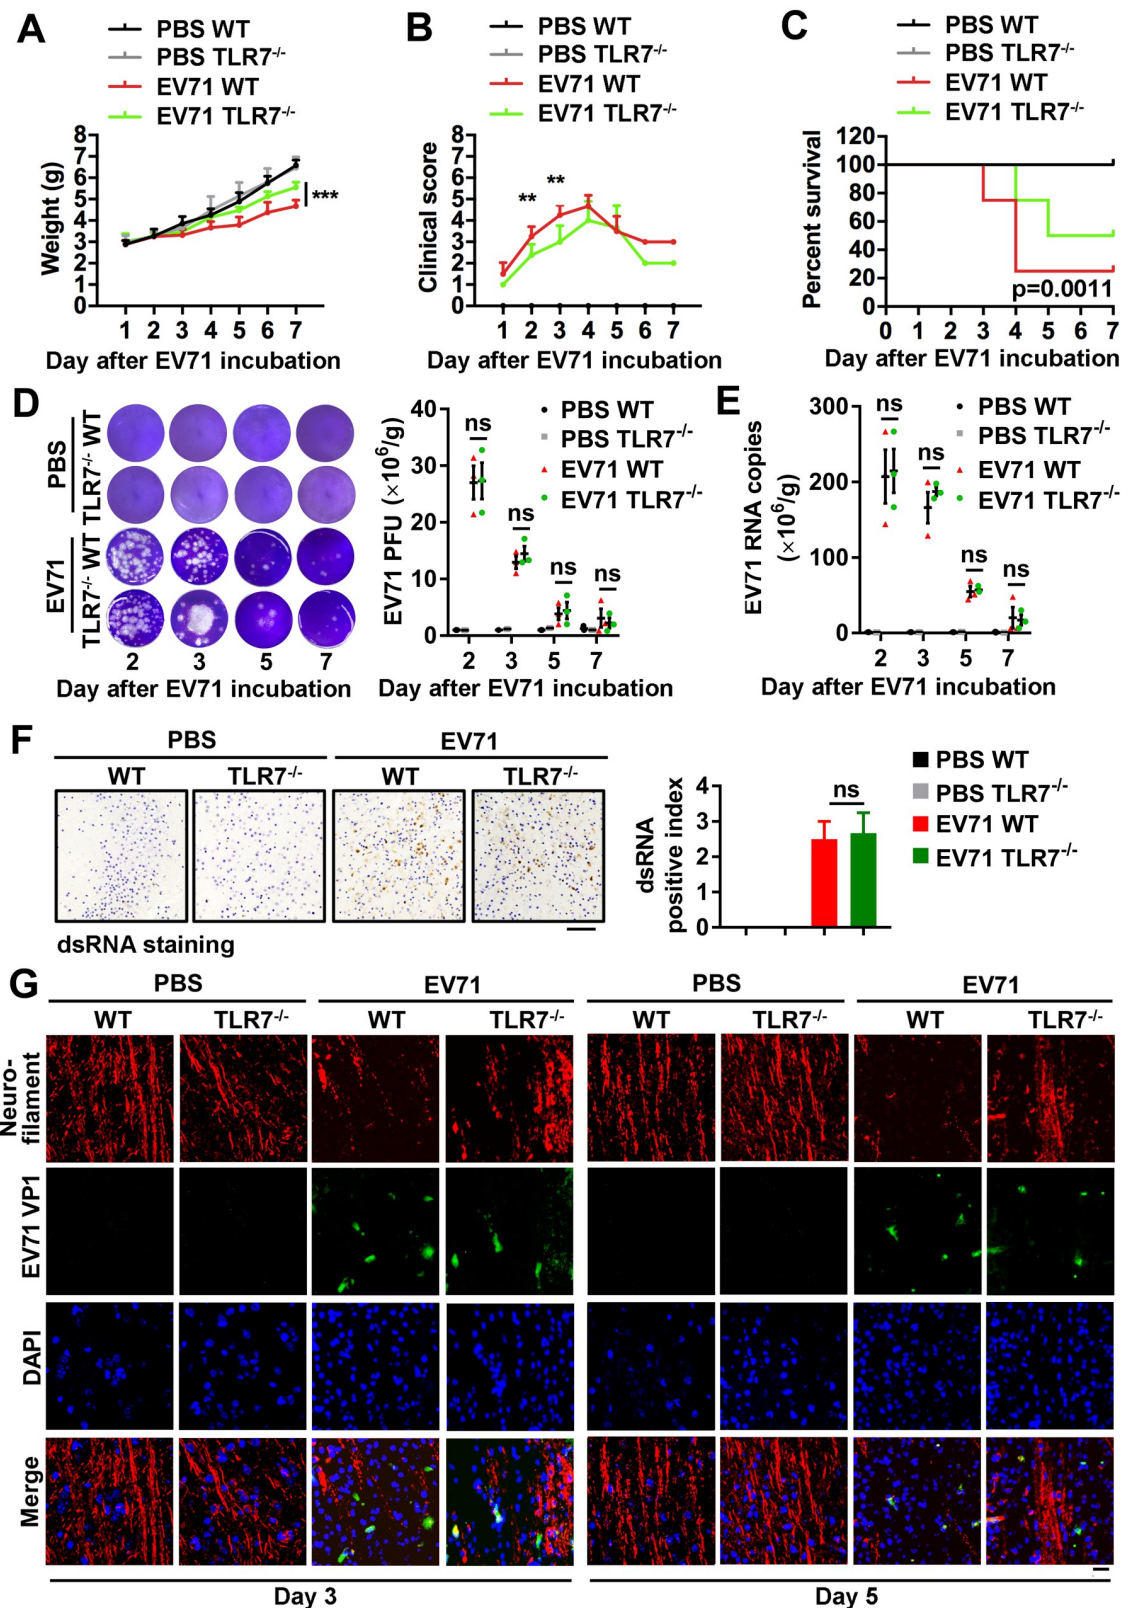 A
PBS WT
PBS TLR7-/-
EV71 WT
EV71 TLR7-/-
Weight (g)
8
7
6
5
4
3
2
1
0
***
1 2 3 4 5 6 7
Day after EV71 incubation
B
PBS WT
PBS TLR7-/-
EV71 WT
EV71 TLR7-/-
Clinical score
8
7
6
5
4
3
2
1
0
**
**
1 2 3 4 5 6 7
Day after EV71 incubation
C
PBS WT
PBS TLR7-/-
EV71 WT
EV71 TLR7-/-
Percent survival
120
100
80
60
40
20
0
p=0.0011
0 1 2 3 4 5 6 7
Day after EV71 incubation
D
PBS
WT
TLR7-/-
EV71
WT
TLR7-/-
2 3 5 7
Day after EV71 incubation
EV71 PFU (×10⁶/g)
40
30
20
10
0
ns
ns
ns
ns
PBS WT
PBS TLR7-/-
EV71 WT
EV71 TLR7-/-
2 3 5 7
Day after EV71 incubation
E
EV71 RNA copies
(×10⁶/g)
300
200
100
0
ns
ns
ns
ns
PBS WT
PBS TLR7-/-
EV71 WT
EV71 TLR7-/-
2 3 5 7
Day after EV71 incubation
F
PBS EV71
WT TLR7-/- WT TLR7-/-
dsRNA staining
dsRNA
positive index
4
3
2
1
0
ns
PBS WT
PBS TLR7-/-
EV71 WT
EV71 TLR7-/-
G
PBS EV71 PBS EV71
WT TLR7-/- WT TLR7-/- WT TLR7-/- WT TLR7-/-
Neuro-
filament
EV71 VP1
DAPI
Merge
Day 3 Day 5